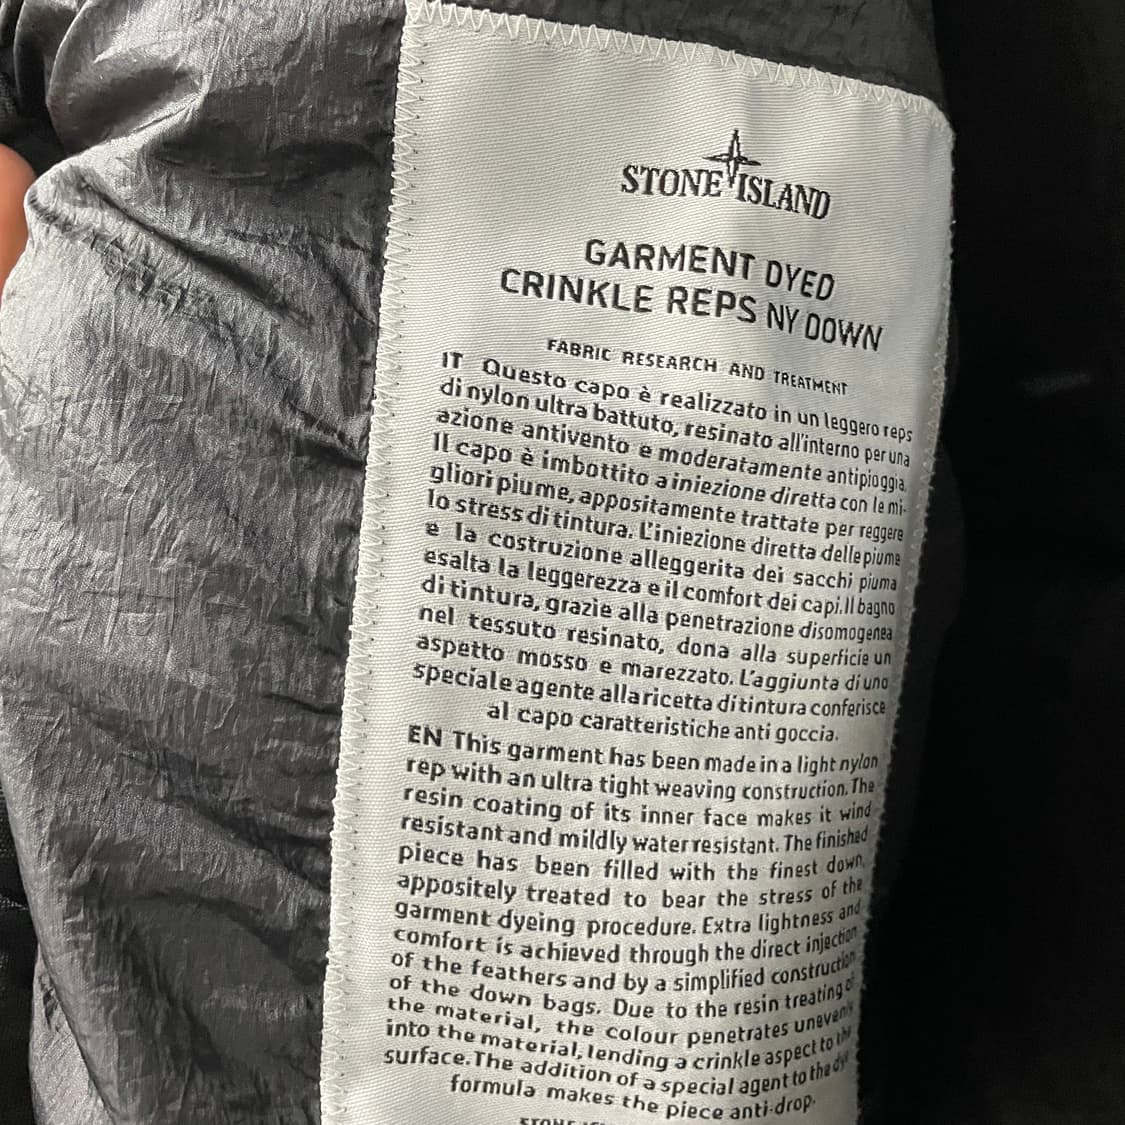 STONE ISLAND
GARMENT DYED
CRINKLE REPS NY DOWN
FABRIC RESEARCH AND TREATMENT
IT Questo capo è realizzato in un leggero reps
di nylon ultra battuto, resinato all'interno per una
azione antivento e moderatamente antipioggia.
Il capo è imbottito a iniezione diretta con le mi-
gliori piume, appositamente trattate per reggere
lo stress di tintura. L'iniezione diretta delle piume
e la costruzione alleggerita dei sacchi piuma
esalta la leggerezza e il comfort dei capi. Il bagno
di tintura, grazie alla penetrazione disomogenea
nel tessuto resinato, dona alla superficie un
aspetto mosso e marezzato. L'aggiunta di uno
speciale agente alla ricetta di tintura conferisce
al capo caratteristiche anti goccia.
EN This garment has been made in a light nylon
rep with an ultra tight weaving construction. The
resin coating of its inner face makes it wind
resistant and mildly water resistant. The finished
piece has been filled with the finest down,
appositely treated to bear the stress of the
garment dyeing procedure. Extra lightness and
comfort is achieved through the direct injection
of the feathers and by a simplified construction
of the down bags. Due to the resin treating of
the material, the colour penetrates unevenly
into the material, lending a crinkle aspect to the
surface. The addition of a special agent to the dye
formula makes the piece anti-drop.